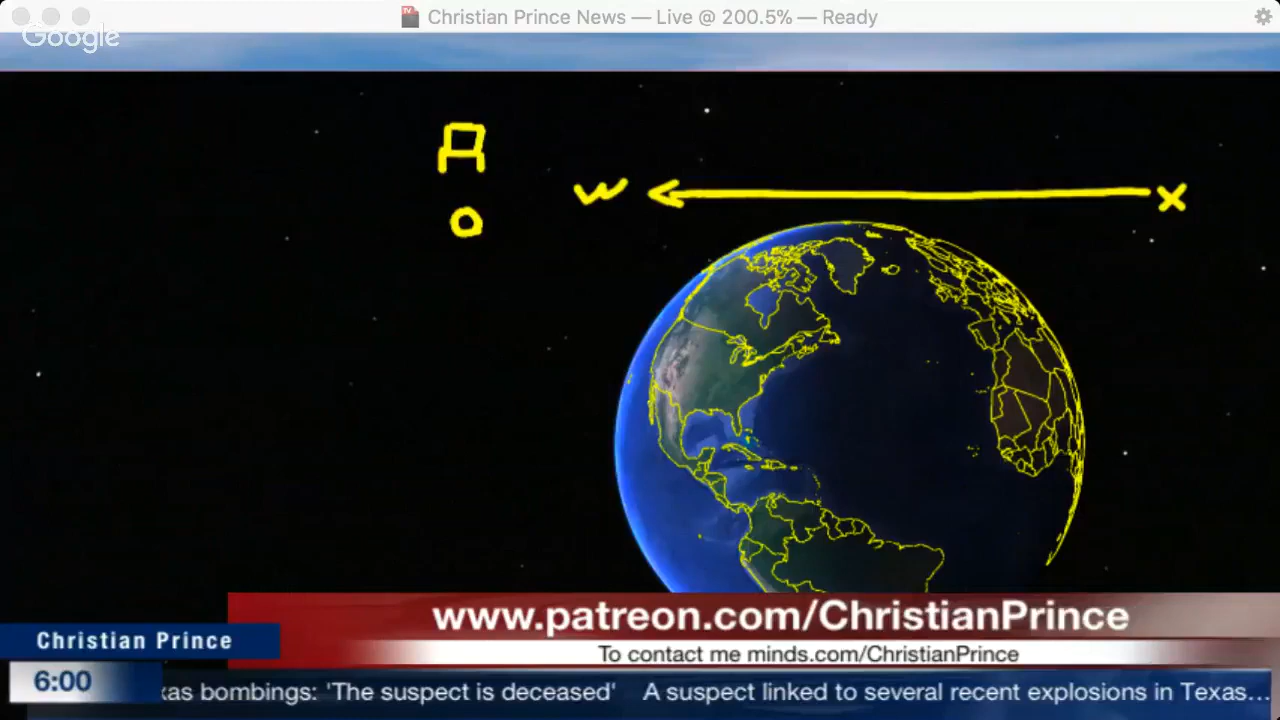 Christian Prince News — Live @ 200.5% — Ready
Google
W
X
www.patreon.com/ChristianPrince
To contact me minds.com/ChristianPrince
Christian Prince
6:00
xas bombings: 'The suspect is deceased' A suspect linked to several recent explosions in Texas...